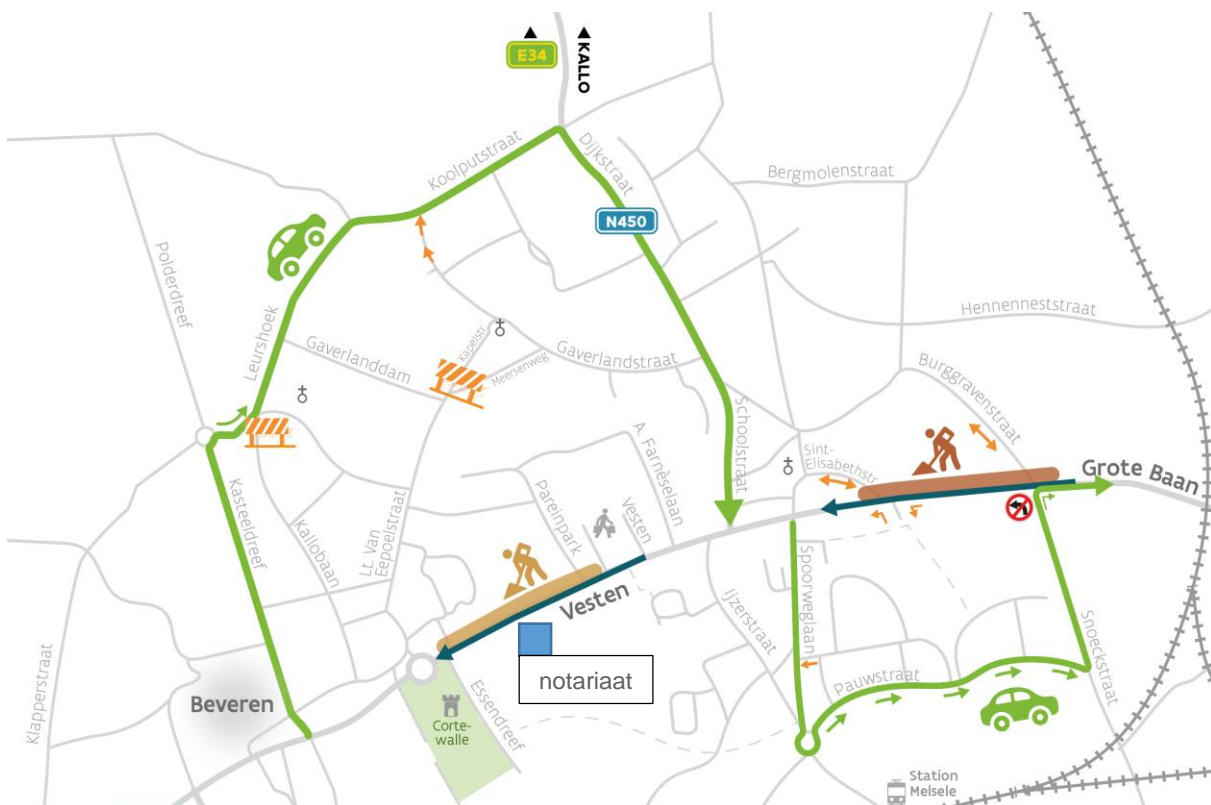 E34
KALLO
Koolputstraat
Dijkstraat
Bergmolenstraat
N450
Polderdreef
Leurshoek
Hennenneststraat
Gaverlanddam
Kapelstr
Meersenweg
Gaverlandstraat
Burggravenstraat
Schoolstraat
Sint-
Elisabethstr
Grote Baan
A. Farnèselaan
Vesten
Pareinpark
Kasteeldreef
Kallobaan
Lt. Van
Eepoelstraat
Vesten
Ijzerstraat
Spoorweglaan
Snoeckstraat
notariaat
Pauwstraat
Klapperstraat
Beveren
Essendreef
Corte-
walle
Station
Melsele